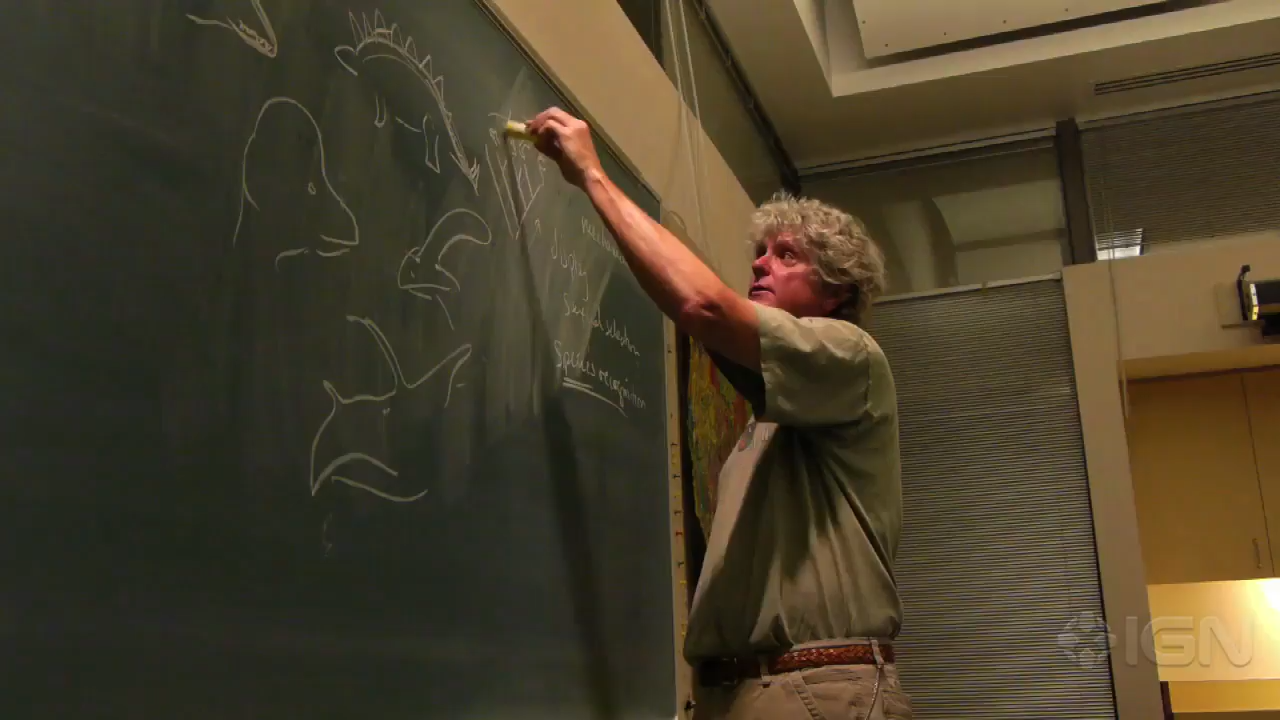 display
sexual selection
Species recognition
IGN